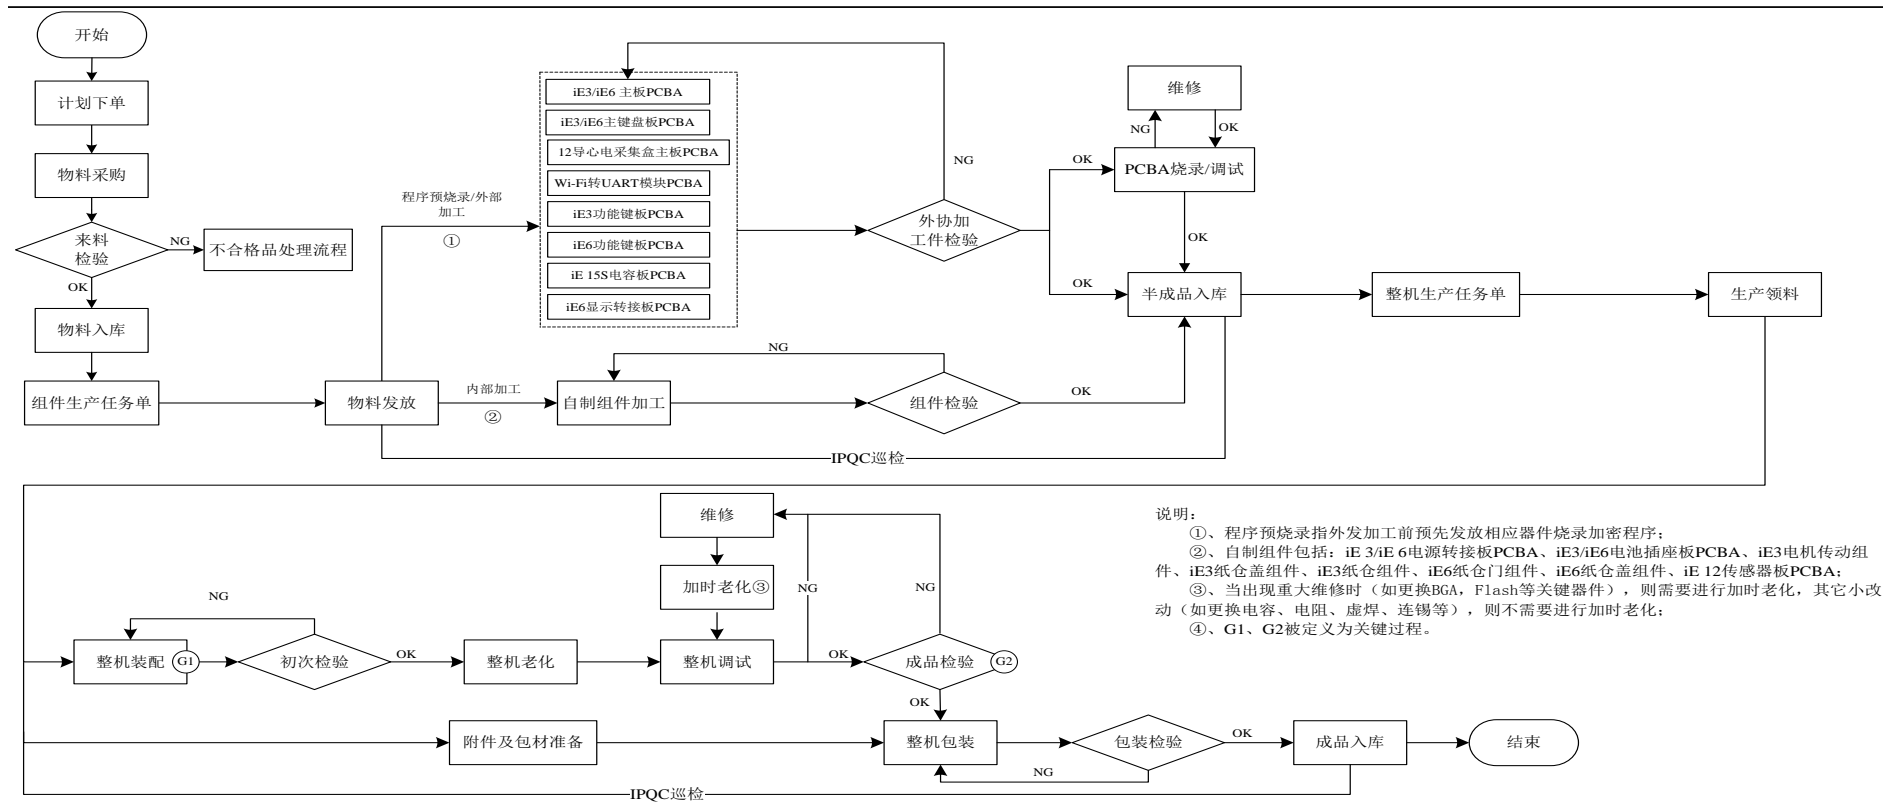 开始
计划下单
物料采购
来料
检验
NG
不合格品处理流程
OK
物料入库
组件生产任务单
物料发放
程序预烧录/外部
加工
①
内部加工
②
iE3/iE6 主板PCBA
iE3/iE6主键盘板PCBA
12导心电采集盒主板PCBA
Wi-Fi转UART模块PCBA
iE3功能键板PCBA
iE6功能键板PCBA
iE 15S电容板PCBA
iE6显示转接板PCBA
NG
外协加
工件检验
OK
OK
维修
NG
OK
PCBA烧录/调试
OK
半成品入库
整机生产任务单
生产领料
自制组件加工
NG
组件检验
OK
IPQC巡检
维修
加时老化③
NG
NG
NG
整机装配
G1
初次检验
OK
整机老化
整机调试
OK
成品检验
G2
OK
附件及包材准备
整机包装
包装检验
NG
OK
成品入库
结束
IPQC巡检
说明：
①、程序预烧录指外发加工前预先发放相应器件烧录加密程序；
②、自制组件包括：iE 3/iE 6电源转接板PCBA、iE3/iE6电池插座板PCBA、iE3电机传动组
件、iE3纸仓盖组件、iE3纸仓组件、iE6纸仓门组件、iE6纸仓盖组件、iE 12传感器板PCBA；
③、当出现重大维修时（如更换BGA，Flash等关键器件），则需要进行加时老化，其它小改
动（如更换电容、电阻、虚焊、连锡等），则不需要进行加时老化；
④、G1、G2被定义为关键过程。